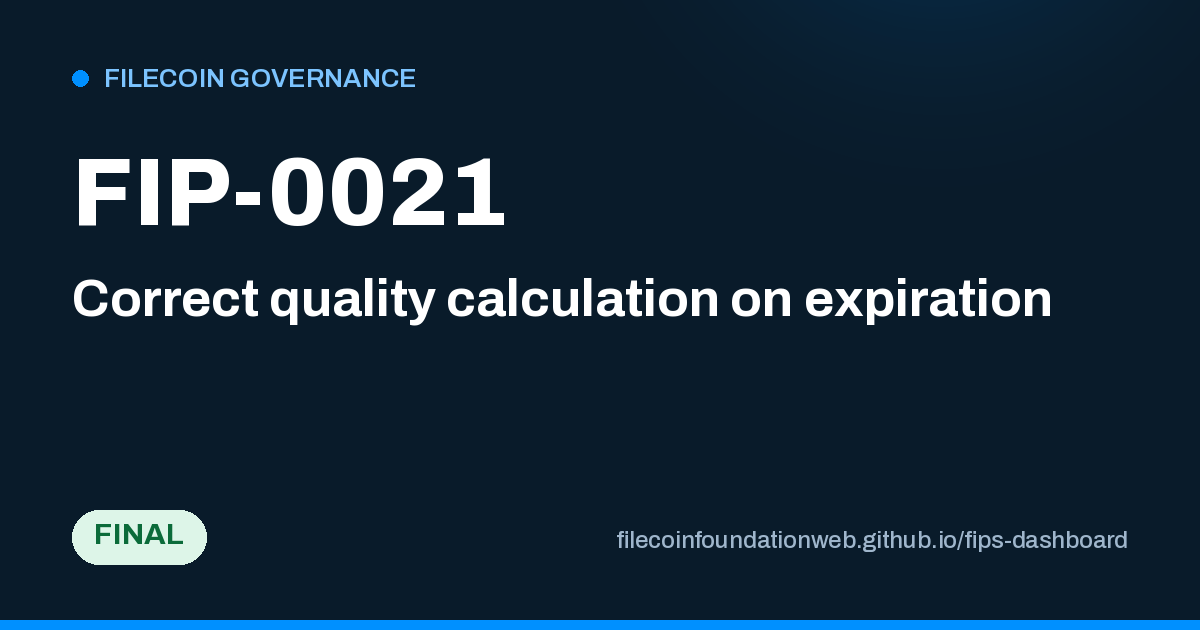 FILECOIN GOVERNANCE
FIP-0021
Correct quality calculation on expiration
FINAL
filecoinfoundationweb.github.io/fips-dashboard